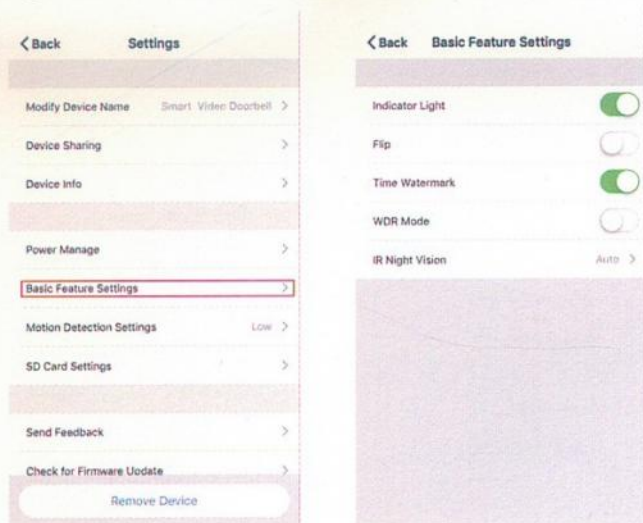 Back Settings
Modify Device Name Smart Video Doorbell
Device Sharing
Device Info
Power Manage
Basic Feature Settings
Motion Detection Settings Low
SD Card Settings
Send Feedback
Check for Firmware Update
Remove Device
Back Basic Feature Settings
Indicator Light
Flip
Time Watermark
WDR Mode
IR Night Vision Auto